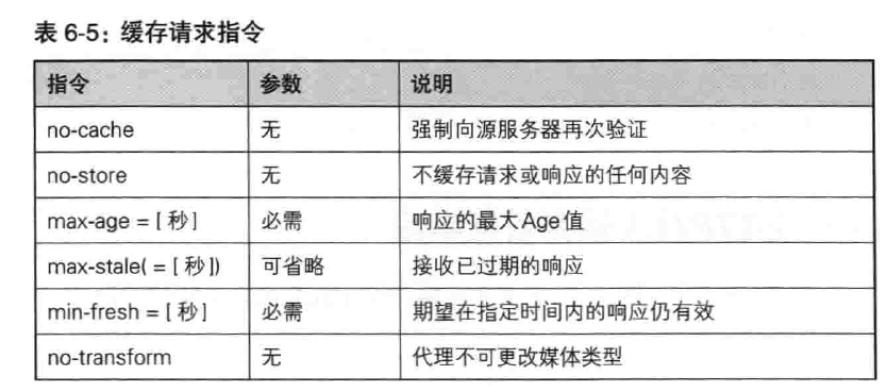 表 6-5：缓存请求指令
指令 参数 说明
no-cache 无 强制向源服务器再次验证
no-store 无 不缓存请求或响应的任何内容
max-age = [ 秒] 必需 响应的最大Age值
max-stale( = [ 秒]) 可省略 接收已过期的响应
min-fresh = [ 秒] 必需 期望在指定时间内的响应仍有效
no-transform 无 代理不可更改媒体类型